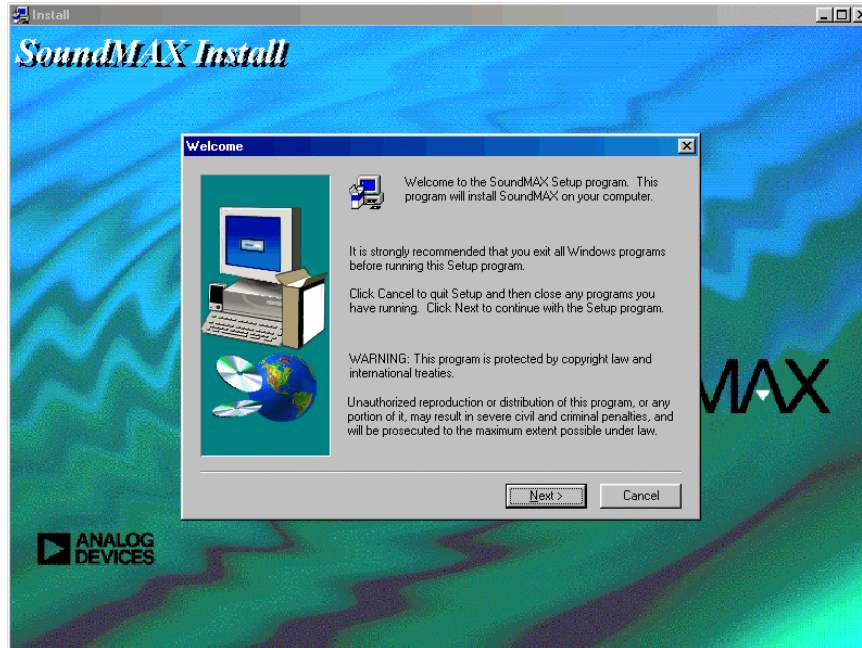 Install
SoundMAX Install
Welcome
Welcome to the SoundMAX Setup program. This
program will install SoundMAX on your computer.
It is strongly recommended that you exit all Windows programs
before running this Setup program.
Click Cancel to quit Setup and then close any programs you
have running. Click Next to continue with the Setup program.
WARNING: This program is protected by copyright law and
international treaties.
Unauthorized reproduction or distribution of this program, or any
portion of it, may result in severe civil and criminal penalties, and
will be prosecuted to the maximum extent possible under law.
MAX
Next >
Cancel
ANALOG
DEVICES